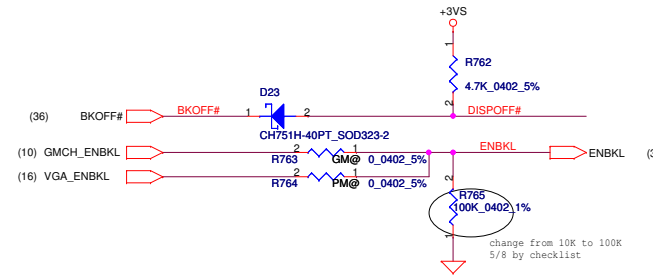 +3VS
1
R762
4.7K_0402_5%
2
D23
(36) BKOFF# BKOFF# 1 2 DISPOFF#
CH751H-40PT_SOD323-2
(10) GMCH_ENBKL 2 1 ENBKL ENBKL (3
R763 GM@ 0_0402_5%
(16) VGA_ENBKL 2 1
R764 PM@ 0_0402_5%
2
R765
100K_0402_1%
1
change from 10K to 100K
5/8 by checklist